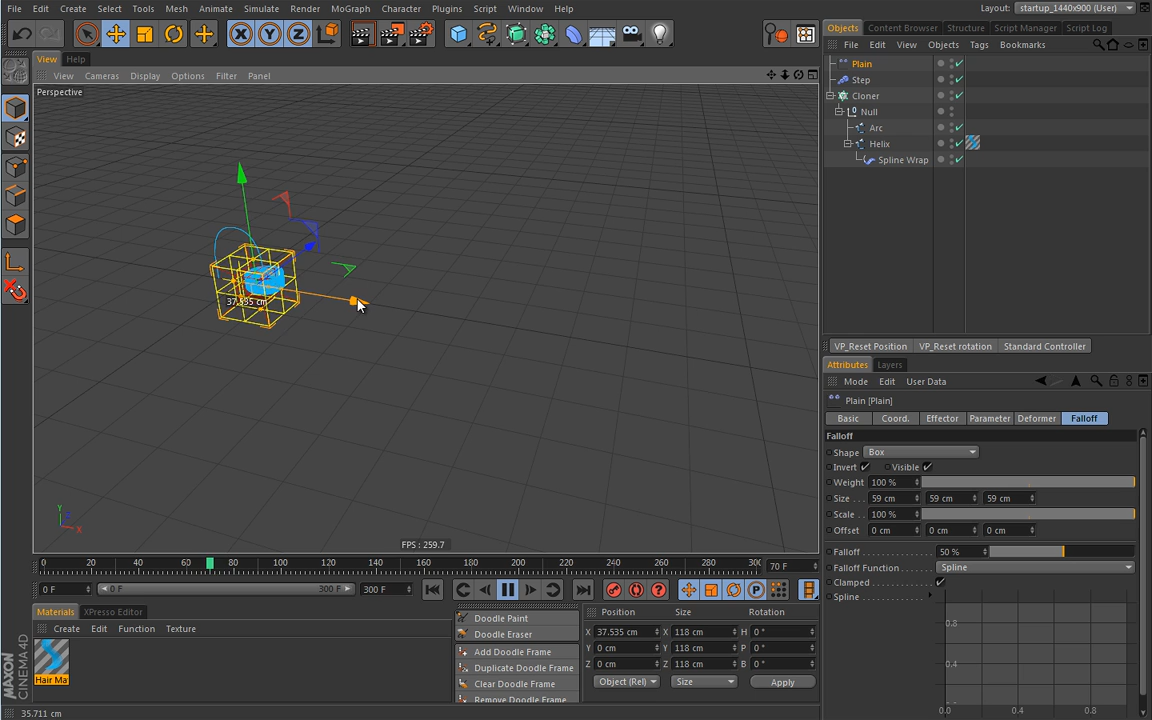 File Edit Create Select Tools Mesh Animate Simulate Render MoGraph Character Plugins Script Window Help
Layout: startup_1440x900 (User)
Objects Content Browser Structure Script Manager Script Log
File Edit View Objects Tags Bookmarks
View Help
View Cameras Display Options Filter Panel
Perspective
Plain
Step
Cloner
Null
Arc
Helix
Spline Wrap
37.535 cm
Y
Z
X
FPS : 259.7
VP_Reset Position VP_Reset rotation Standard Controller
Attributes Layers
Mode Edit User Data
Plain [Plain]
Basic Coord. Effector Parameter Deformer Falloff
Falloff
Shape Box
Invert Visible
Weight 100 %
Size . . . 59 cm 59 cm 59 cm
Scale . . 100 %
Offset 0 cm 0 cm 0 cm
Falloff 50 %
Falloff Function Spline
Clamped
Spline
0.8
0.4
0.0 0.4 0.8
0 20 40 60 80 100 120 140 160 180 200 220 240 260 280 30
70 F
0 F 0 F 300 F 300 F
Materials XPresso Editor
Create Edit Function Texture
Hair Ma
Doodle Paint
Doodle Eraser
Add Doodle Frame
Duplicate Doodle Frame
Clear Doodle Frame
Remove Doodle Frame
Position Size Rotation
X 37.535 cm X 118 cm H 0 °
Y 0 cm Y 118 cm P 0 °
Z 0 cm Z 118 cm B 0 °
Object (Rel) Size Apply
MAXON
CINEMA 4D
35.711 cm